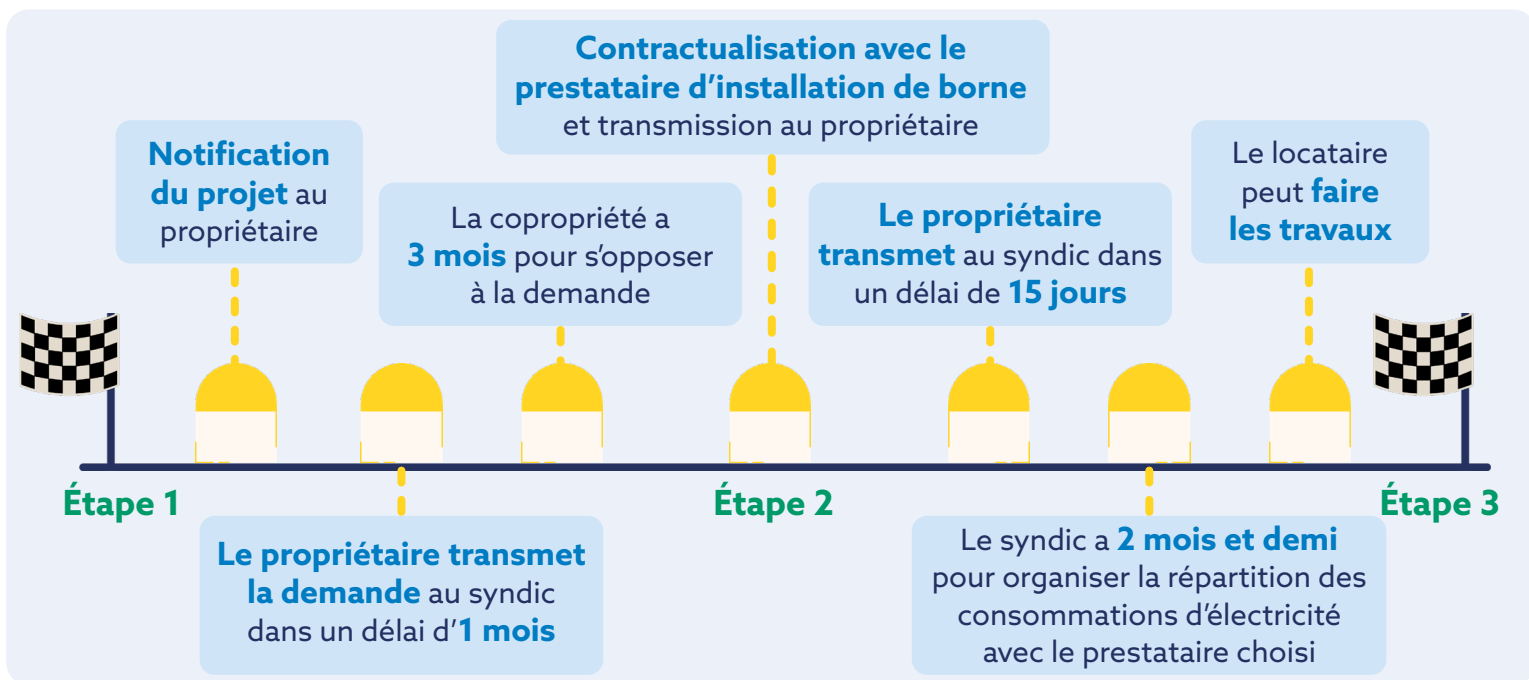 Notification
du projet au
propriétaire
Le propriétaire transmet
la demande au syndic
dans un délai d’1 mois
La copropriété a
3 mois pour s’opposer
à la demande
Contractualisation avec le
prestataire d’installation de borne
et transmission au propriétaire
Le propriétaire
transmet au syndic dans
un délai de 15 jours
Le syndic a 2 mois et demi
pour organiser la répartition des
consommations d’électricité
avec le prestataire choisi
Le locataire
peut faire
les travaux
Étape 1
Étape 2
Étape 3